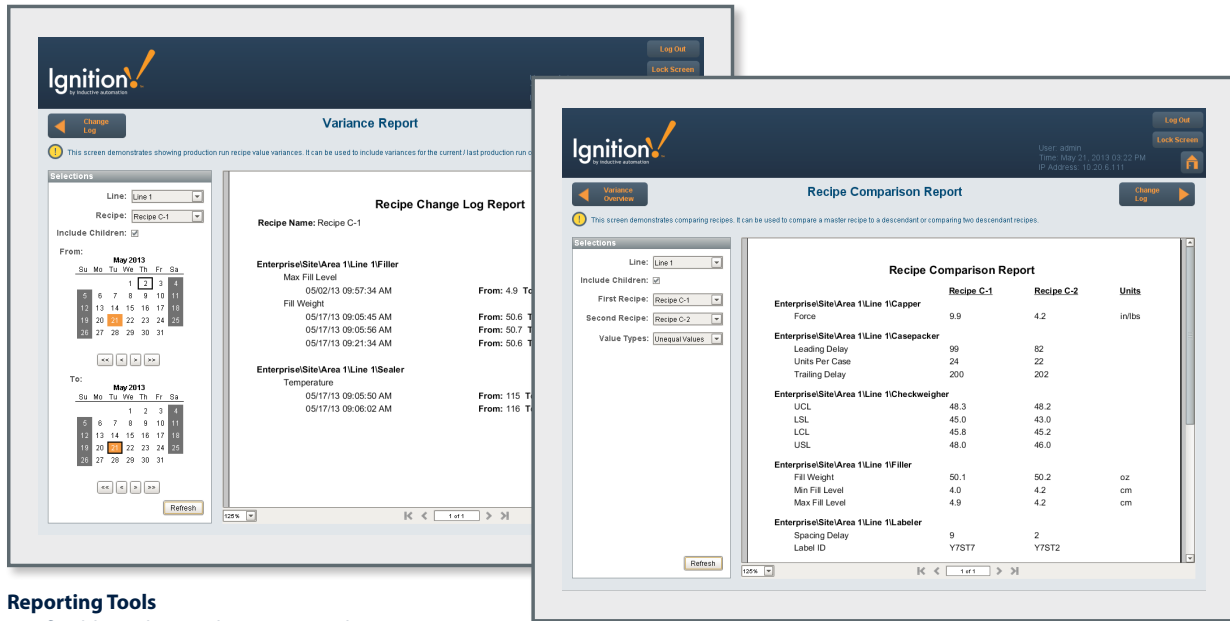 Ignition!
by inductive automation
Log Out
Lock Screen
Change
Log
Variance Report
This screen demonstrates showing production run recipe value variances. It can be used to include variances for the current / last production run
Selections
Line: Line 1
Recipe: Recipe C-1
Include Children:
From:
May 2013
Su Mo Tu We Th Fr Sa
1 2 3 4
5 6 7 8 9 10 11
12 13 14 15 16 17 18
19 20 21 22 23 24 25
26 27 28 29 30 31
<< < > >>
To:
May 2013
Su Mo Tu We Th Fr Sa
1 2 3 4
5 6 7 8 9 10 11
12 13 14 15 16 17 18
19 20 21 22 23 24 25
26 27 28 29 30 31
<< < > >>
Refresh
Recipe Change Log Report
Recipe Name: Recipe C-1
Enterprise\Site\Area 1\Line 1\Filler
Max Fill Level
05/02/13 09:57:34 AM From: 4.9
Fill Weight
05/17/13 09:05:45 AM From: 50.6
05/17/13 09:05:56 AM From: 50.7
05/17/13 09:21:34 AM From: 50.6
Enterprise\Site\Area 1\Line 1\Sealer
Temperature
05/17/13 09:05:50 AM From: 115
05/17/13 09:06:02 AM From: 116
125% 1 of 1
Ignition!
by inductive automation
User: admin
Time: May 21, 2013 03:22 PM
IP Address: 10.20.6.111
Log Out
Lock Screen
Variance
Overview
Recipe Comparison Report
Change
Log
This screen demonstrates comparing recipes. It can be used to compare a master recipe to a descendant or comparing two descendant recipes.
Selections
Line: Line 1
Include Children:
First Recipe: Recipe C-1
Second Recipe: Recipe C-2
Value Types: Unequal Values
Refresh
Recipe Comparison Report
Recipe C-1 Recipe C-2 Units
Enterprise\Site\Area 1\Line 1\Capper
Force 9.9 4.2 in/lbs
Enterprise\Site\Area 1\Line 1\Casepacker
Leading Delay 99 82
Units Per Case 24 22
Trailing Delay 200 202
Enterprise\Site\Area 1\Line 1\Checkweigher
UCL 48.3 48.2
LSL 45.0 43.0
LCL 45.8 45.2
USL 48.0 46.0
Enterprise\Site\Area 1\Line 1\Filler
Fill Weight 50.1 50.2 oz
Min Fill Level 4.0 4.2 cm
Max Fill Level 4.9 4.2 cm
Enterprise\Site\Area 1\Line 1\Labeler
Spacing Delay 9 2
Label ID Y7ST7 Y7ST2
125% 1 of 1
Reporting Tools